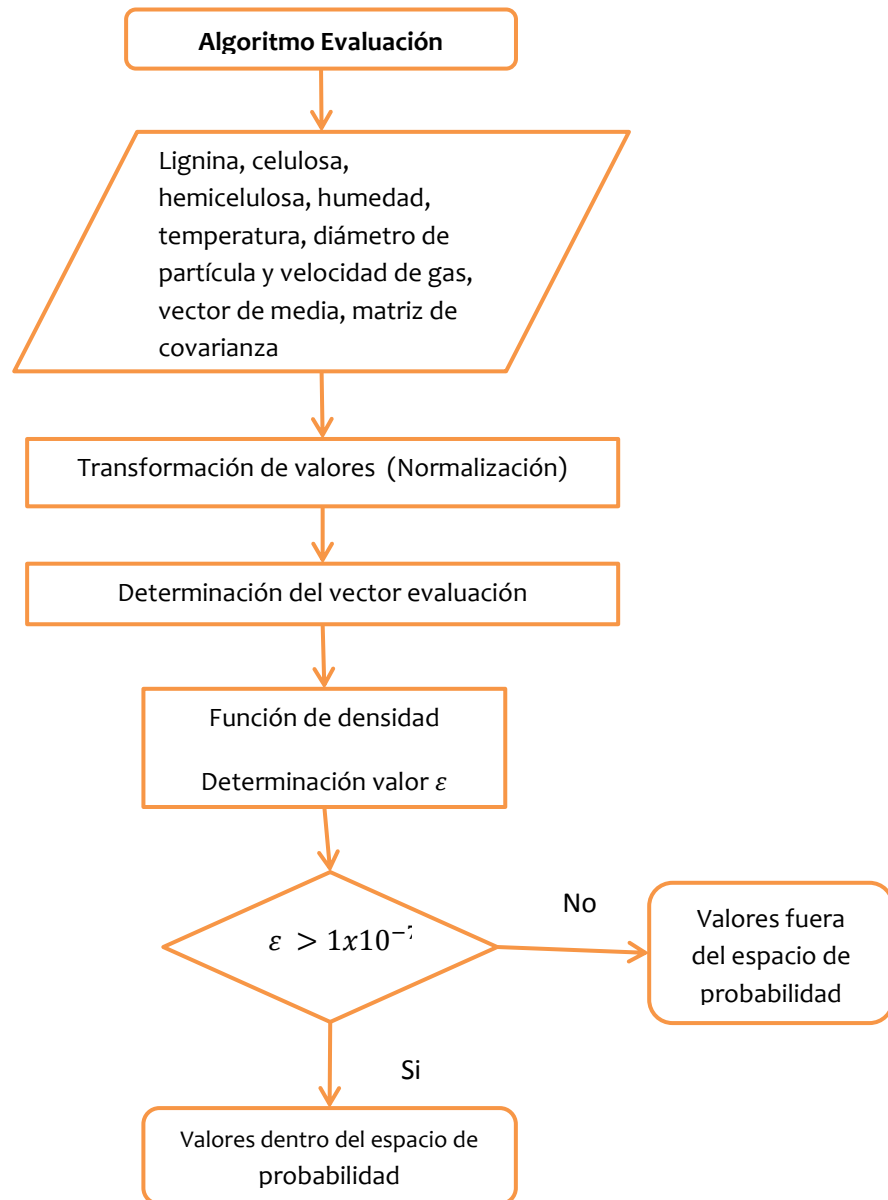 Algoritmo Evaluación
Lignina, celulosa,
hemicelulosa, humedad,
temperatura, diámetro de
partícula y velocidad de gas,
vector de media, matriz de
covarianza
Transformación de valores (Normalización)
Determinación del vector evaluación
Función de densidad
Determinación valor ε
ε > 1x10⁻⁷
No
Valores fuera
del espacio de
probabilidad
Si
Valores dentro del espacio de
probabilidad